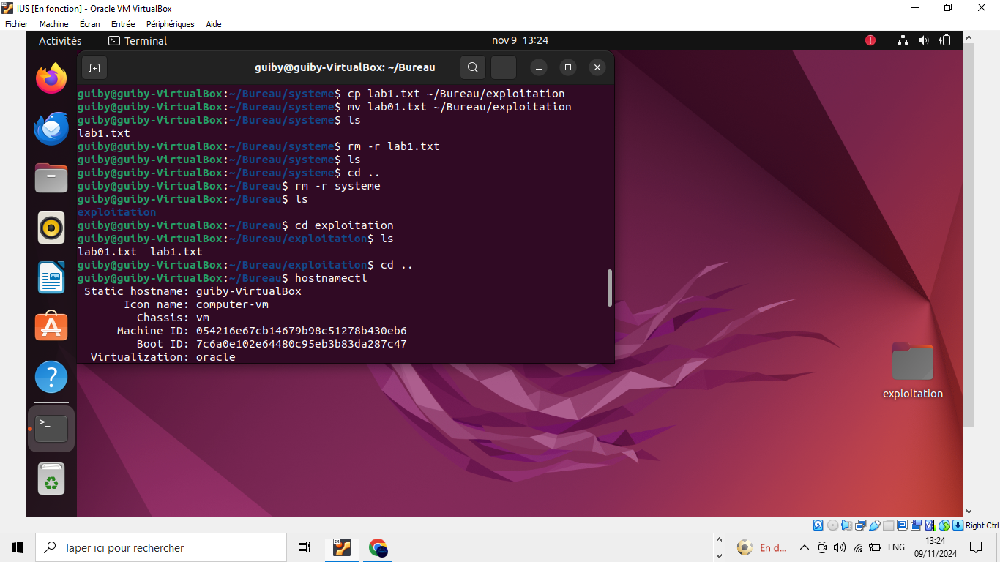 IUS [En fonction] - Oracle VM VirtualBox
Fichier Machine Écran Entrée Périphériques Aide
Activités Terminal nov 9 13:24
guiby@guiby-VirtualBox: ~/Bureau
guiby@guiby-VirtualBox:~/Bureau/systeme$ cp lab1.txt ~/Bureau/exploitation
guiby@guiby-VirtualBox:~/Bureau/systeme$ mv lab01.txt ~/Bureau/exploitation
guiby@guiby-VirtualBox:~/Bureau/systeme$ ls
lab1.txt
guiby@guiby-VirtualBox:~/Bureau/systeme$ rm -r lab1.txt
guiby@guiby-VirtualBox:~/Bureau/systeme$ ls
guiby@guiby-VirtualBox:~/Bureau/systeme$ cd ..
guiby@guiby-VirtualBox:~/Bureau$ rm -r systeme
guiby@guiby-VirtualBox:~/Bureau$ ls
exploitation
guiby@guiby-VirtualBox:~/Bureau$ cd exploitation
guiby@guiby-VirtualBox:~/Bureau/exploitation$ ls
lab01.txt lab1.txt
guiby@guiby-VirtualBox:~/Bureau/exploitation$ cd ..
guiby@guiby-VirtualBox:~/Bureau$ hostnamectl
Static hostname: guiby-VirtualBox
Icon name: computer-vm
Chassis: vm
Machine ID: 054216e67cb14679b98c51278b430eb6
Boot ID: 7c6a0e102e64480c95eb3b83da287c47
Virtualization: oracle
exploitation
Right Ctrl
Taper ici pour rechercher
En d...
ENG
13:24
09/11/2024